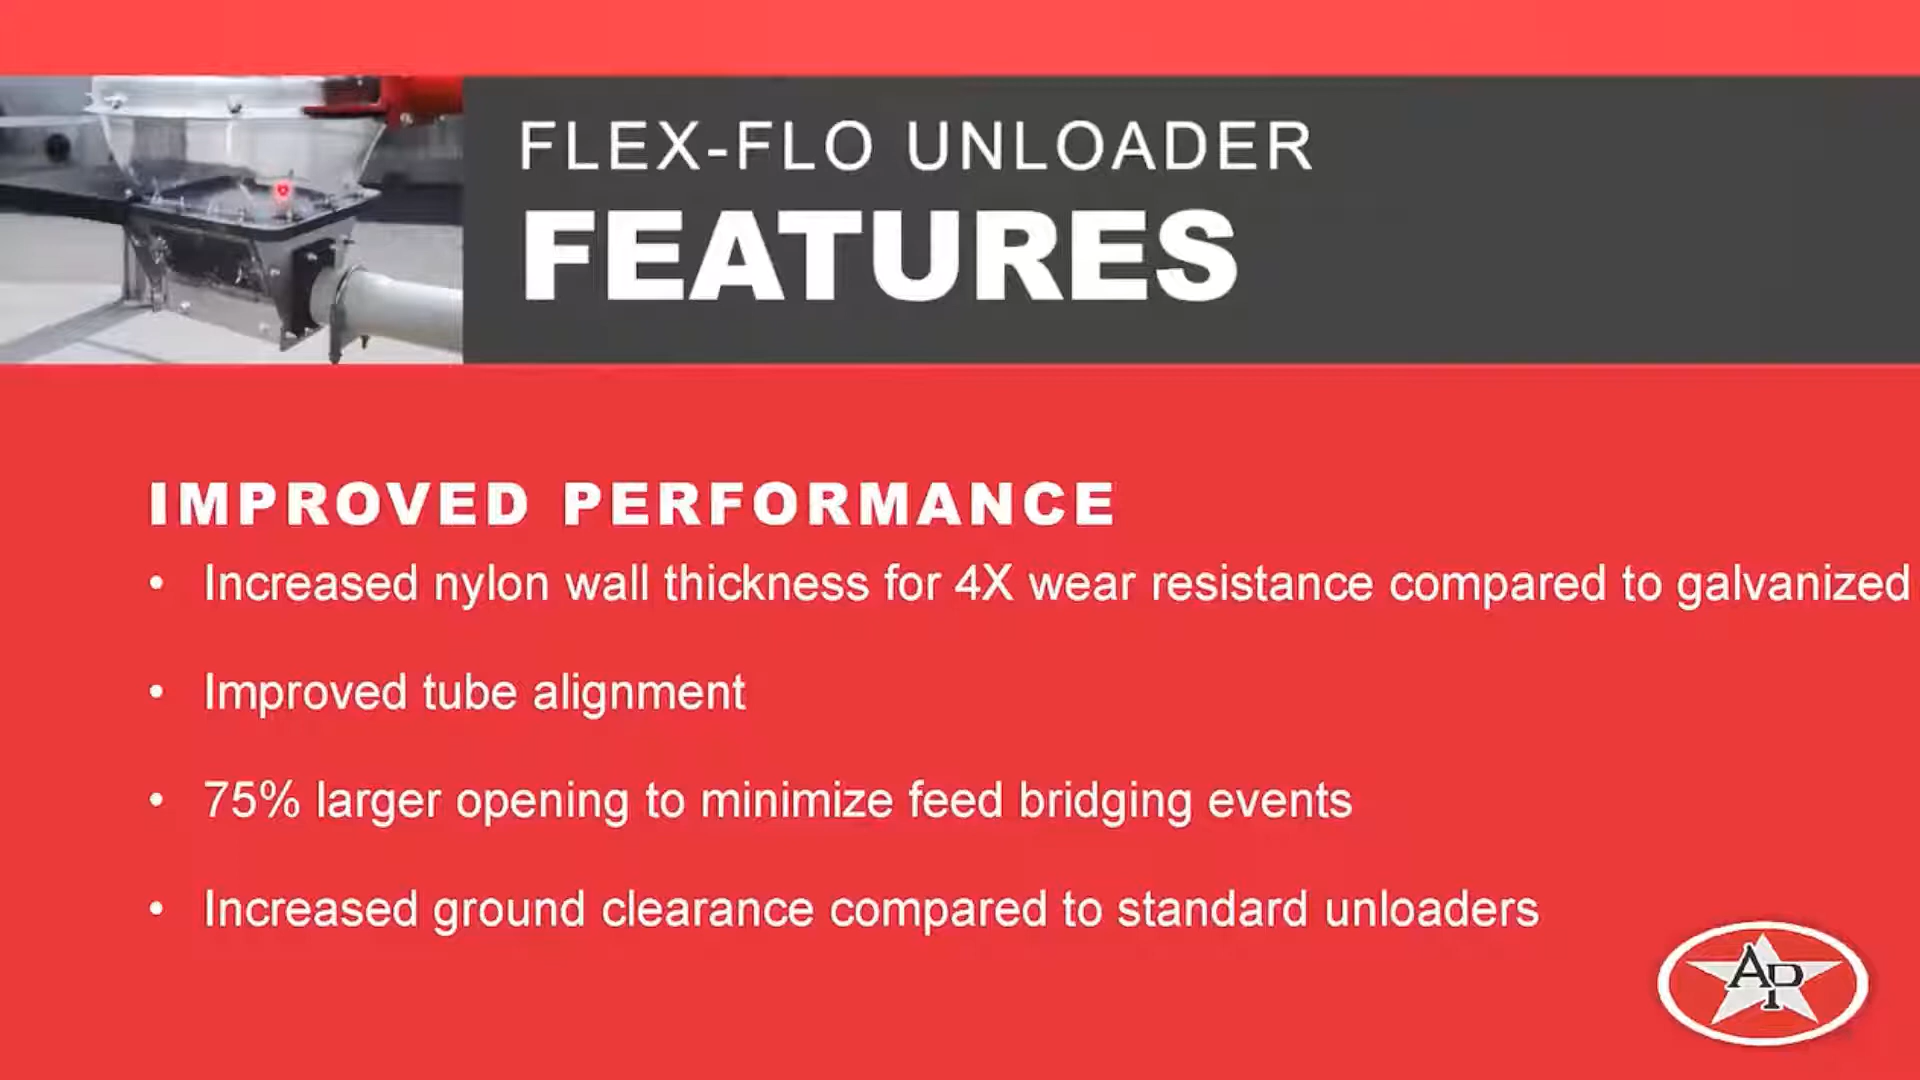 FLEX-FLO UNLOADER
FEATURES
IMPROVED PERFORMANCE
• Increased nylon wall thickness for 4X wear resistance compared to galvanized
• Improved tube alignment
• 75% larger opening to minimize feed bridging events
• Increased ground clearance compared to standard unloaders
AP